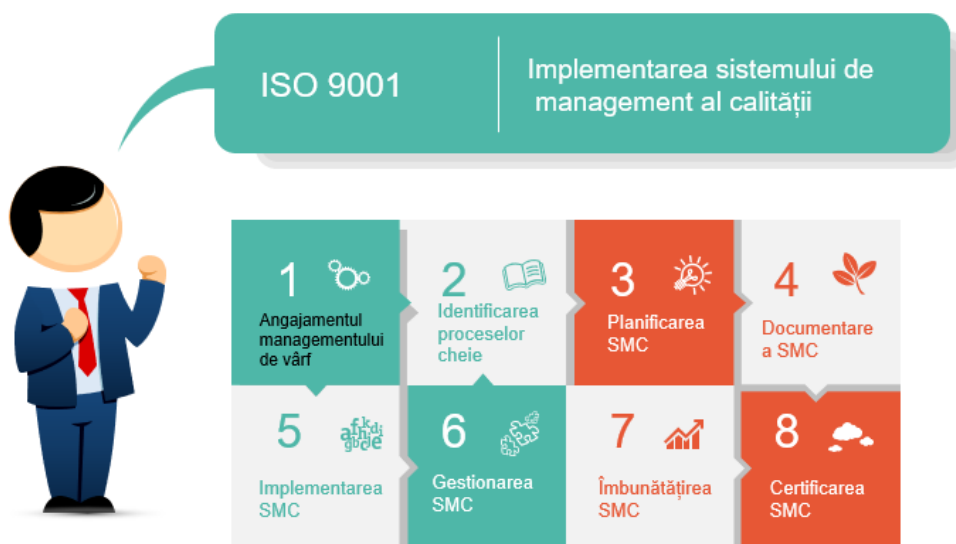 ISO 9001
Implementarea sistemului de
management al calității
1
Angajamentul
managementului
de vârf
2
Identificarea
proceselor
cheie
3
Planificarea
SMC
4
Documentare
a SMC
5
Implementarea
SMC
6
Gestionarea
SMC
7
Îmbunătățirea
SMC
8
Certificarea
SMC